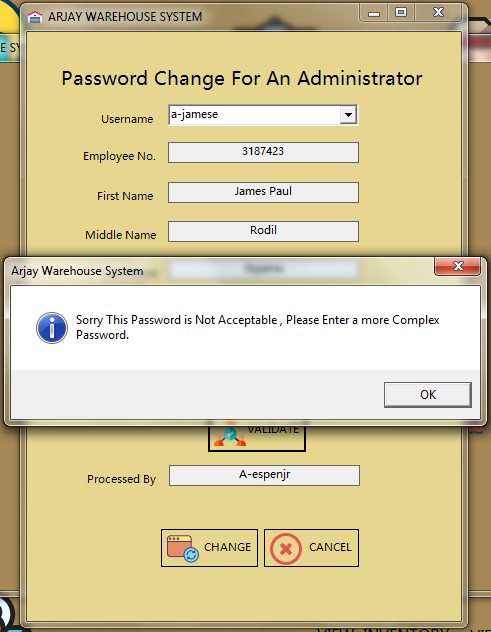 ARJAY WAREHOUSE SYSTEM
Password Change For An Administrator
Username a-jamese
Employee No. 3187423
First Name James Paul
Middle Name Rodil
Arjay Warehouse System
Sorry This Password is Not Acceptable , Please Enter a more Complex
Password.
OK
VALIDATE
Processed By A-espenjr
CHANGE CANCEL